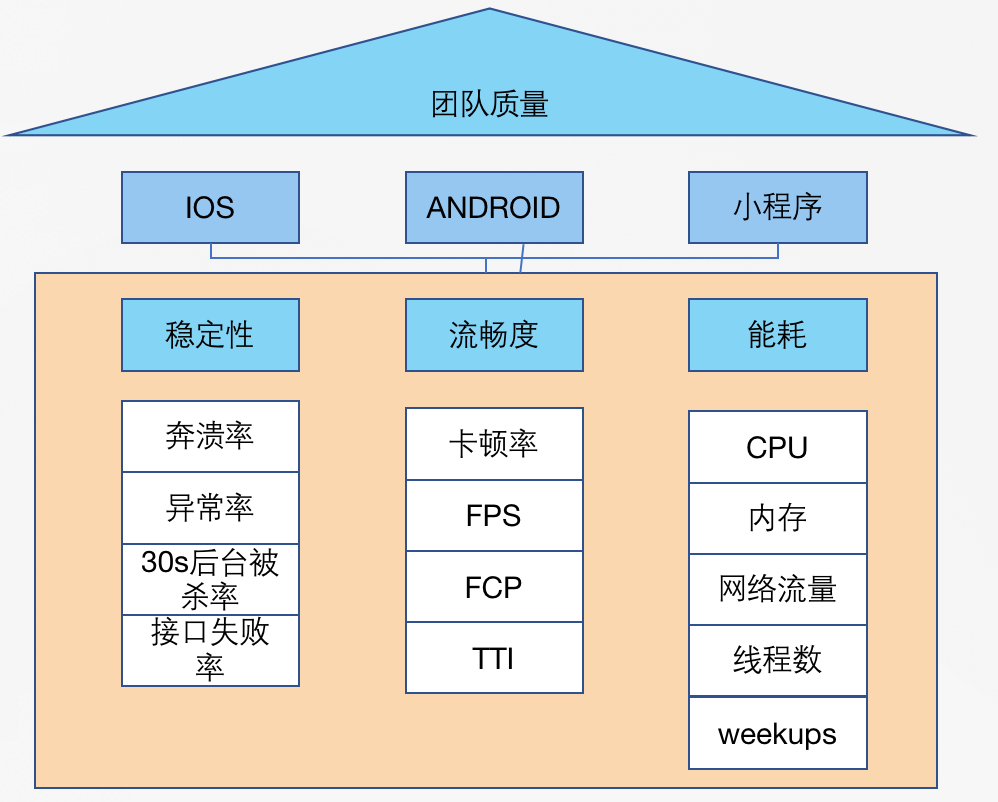 团队质量
IOS
ANDROID
小程序
稳定性
流畅度
能耗
奔溃率
异常率
30s后台被
杀率
接口失败
率
卡顿率
FPS
FCP
TTI
CPU
内存
网络流量
线程数
weekups